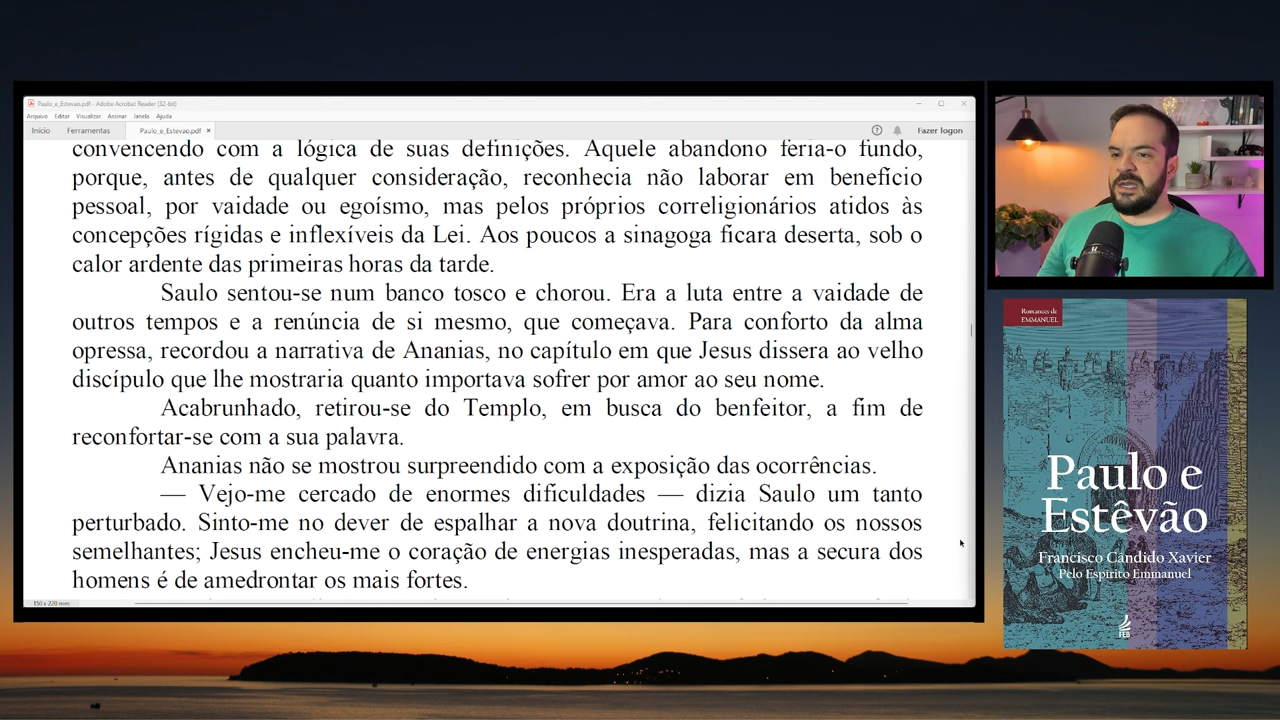 Paulo_e_Estevao.pdf - Adobe Acrobat Reader (32-bit)
Arquivo Editar Visualizar Assinar Janela Ajuda
Início Ferramentas Paulo_e_Estevao.pdf × Fazer logon
convencendo com a lógica de suas definições. Aquele abandono feria-o fundo,
porque, antes de qualquer consideração, reconhecia não laborar em benefício
pessoal, por vaidade ou egoísmo, mas pelos próprios correligionários atidos às
concepções rígidas e inflexíveis da Lei. Aos poucos a sinagoga ficara deserta, sob o
calor ardente das primeiras horas da tarde.
Saulo sentou-se num banco tosco e chorou. Era a luta entre a vaidade de
outros tempos e a renúncia de si mesmo, que começava. Para conforto da alma
opressa, recordou a narrativa de Ananias, no capítulo em que Jesus dissera ao velho
discípulo que lhe mostraria quanto importava sofrer por amor ao seu nome.
Acabrunhado, retirou-se do Templo, em busca do benfeitor, a fim de
reconfortar-se com a sua palavra.
Ananias não se mostrou surpreendido com a exposição das ocorrências.
— Vejo-me cercado de enormes dificuldades — dizia Saulo um tanto
perturbado. Sinto-me no dever de espalhar a nova doutrina, felicitando os nossos
semelhantes; Jesus encheu-me o coração de energias inesperadas, mas a secura dos
homens é de amedrontar os mais fortes.
150 x 220 mm
Romances de
EMMANUEL
Paulo e
Estêvão
Francisco Cândido Xavier
Pelo Espírito Emmanuel
FEB